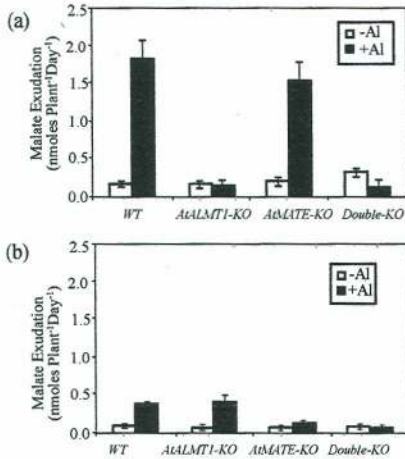 (a)
Malate Exudation
(nmoles Plant⁻¹Day⁻¹)
2.5
2.0
1.5
1.0
0.5
0.0
-Al
+Al
WT
AtALMT1-KO
AtMATE-KO
Double-KO
(b)
Malate Exudation
(nmoles Plant⁻¹Day⁻¹)
2.5
2.0
1.5
1.0
0.5
0
-Al
+Al
WT
AtALMT1-KO
AtMATE-KO
Double-KO